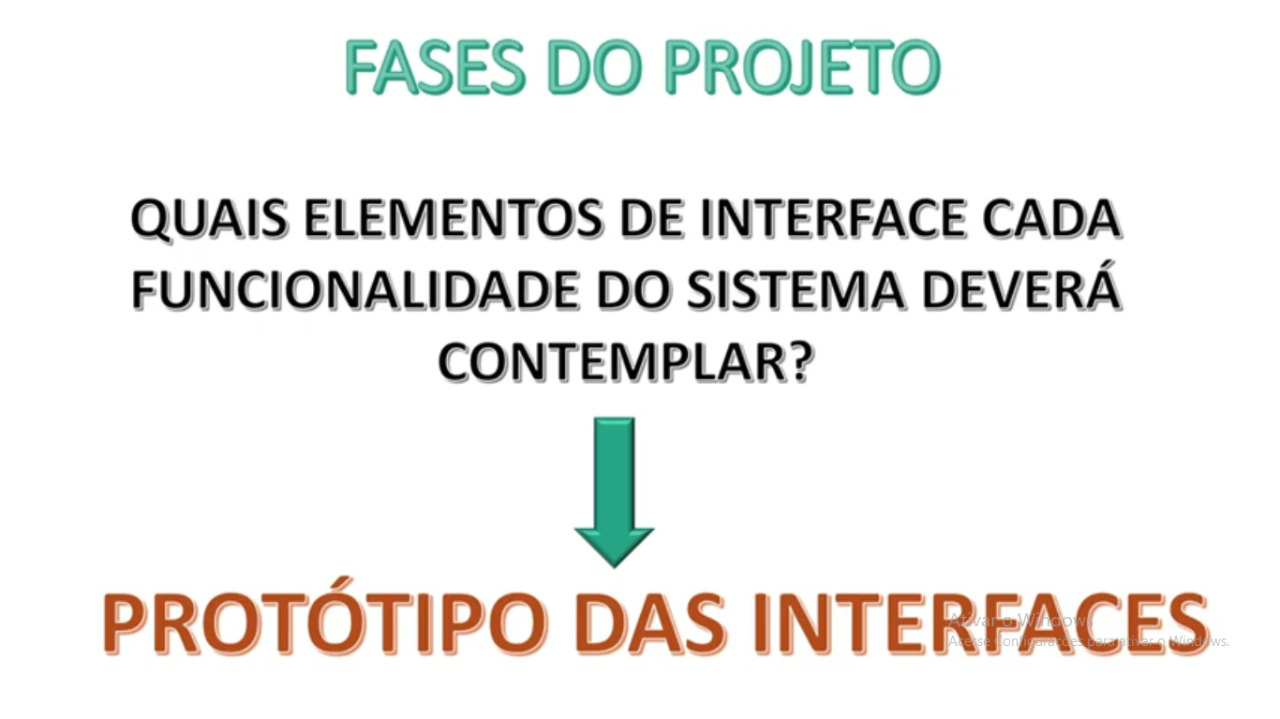 FASES DO PROJETO
QUAIS ELEMENTOS DE INTERFACE CADA
FUNCIONALIDADE DO SISTEMA DEVERÁ
CONTEMPLAR?
PROTÓTIPO DAS INTERFACES
Ativar o Windows
Acesse Configurações para ativar o Windows.